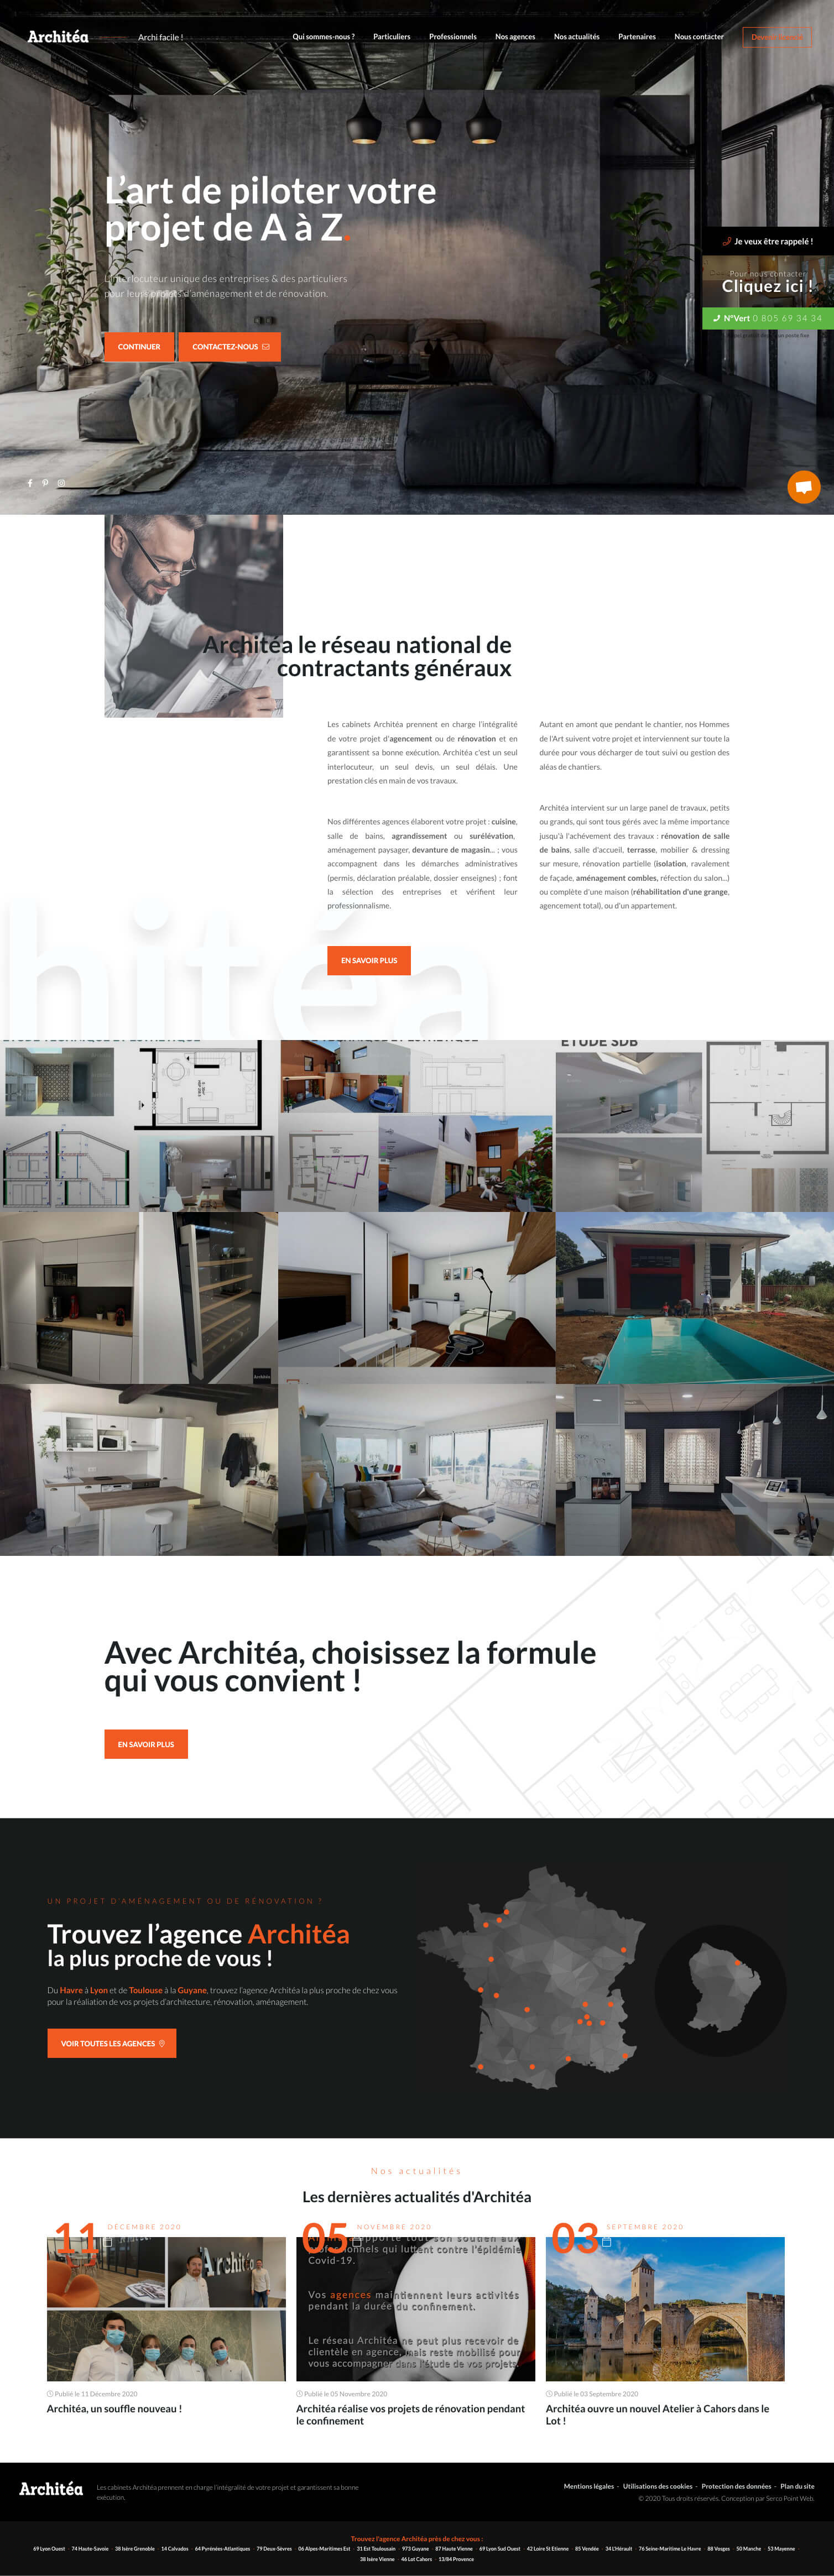 Architéa
Archi facile !
Qui sommes-nous ?
Particuliers
Professionnels
Nos agences
Nos actualités
Partenaires
Nous contacter
L'art de piloter votre
projet de A à Z.
L'interlocuteur unique des entreprises & des particuliers
pour leurs projets d'aménagement et de rénovation.
CONTINUER
CONTACTEZ-NOUS
Je veux être rappelé !
Pour nous contacter
Cliquez ici !
N°Vert 0 805 69 34 34
Architéa le réseau national de
contractants généraux
Les cabinets Architéa prennent en charge l'intégralité
de votre projet d'agencement ou de rénovation et en
garantissent sa bonne exécution. Architéa c'est un seul
interlocuteur, un seul devis, un seul délais. Une
prestation clés en main de vos travaux.
Nos différentes agences élaborent votre projet : cuisine,
salle de bains, agrandissement ou surélévation,
aménagement paysager, devanture de magasin... ; vous
accompagnent dans les démarches administratives
(permis, déclaration préalable, dossier enseignes) ; font
la sélection des entreprises et vérifient leur
professionnalisme.
Autant en amont que pendant le chantier, nos Hommes
de l'Art suivent votre projet et interviennent sur toute la
durée pour vous décharger de tout suivi ou gestion des
aléas de chantiers.
Architéa intervient sur un large panel de travaux, petits
ou grands, qui sont tous gérés avec la même importance
jusqu'à l'achèvement des travaux : rénovation de salle
de bains, salle d'accueil, terrasse, mobilier & dressing
sur mesure, rénovation partielle (isolation, ravalement
de façade, aménagement combles, réfection du salon...)
ou complète d'une maison (réhabilitation d'une grange,
agencement total), ou d'un appartement.
hitéa
EN SAVOIR PLUS
ETUDE SDB
Architéa
Avec Architéa, choisissez la formule
qui vous convient !
EN SAVOIR PLUS
UN PROJET D'AMÉNAGEMENT OU DE RÉNOVATION ?
Trouvez l'agence Architéa
la plus proche de vous !
Du Havre à Lyon et de Toulouse à la Guyane, trouvez l'agence Architéa la plus proche de chez vous
pour la réaliation de vos projets d'architecture, rénovation, aménagement.
VOIR TOUTES LES AGENCES
Nos actualités
Les dernières actualités d'Architéa
11 DÉCEMBRE 2020
Architéa
Publié le 11 Décembre 2020
Architéa, un souffle nouveau !
05 NOVEMBRE 2020
apporte tout son soutien aux
professionnels qui luttent contre l'épidémie
Covid-19.
Vos agences maintiennent leurs activités
pendant la durée du confinement.
Le réseau Architéa ne peut plus recevoir de
clientèle en agence, mais reste mobilisé pour
vous accompagner dans l'étude de vos projets.
Publié le 05 Novembre 2020
Architéa réalise vos projets de rénovation pendant
le confinement
03 SEPTEMBRE 2020
Publié le 03 Septembre 2020
Architéa ouvre un nouvel Atelier à Cahors dans le
Lot !
Architéa
Les cabinets Architéa prennent en charge l'intégralité de votre projet et garantissent sa bonne
exécution.
Mentions légales - Utilisations des cookies - Protection des données - Plan du site
© 2020 Tous droits réservés. Conception par Serco Point Web.
Trouvez l'agence Architéa près de chez vous :
69 Lyon Ouest - 74 Haute-Savoie - 38 Isère Grenoble - 14 Calvados - 64 Pyrénées-Atlantiques - 79 Deux-Sèvres - 06 Alpes-Maritimes Est - 31 Est Toulousain - 973 Guyane - 87 Haute Vienne - 69 Lyon Sud Ouest - 42 Loire St Etienne - 85 Vendée - 34 L'Hérault - 76 Seine-Maritime Le Havre - 88 Vosges - 50 Manche - 53 Mayenne -
38 Isère Vienne - 46 Lot Cahors - 13/84 Provence